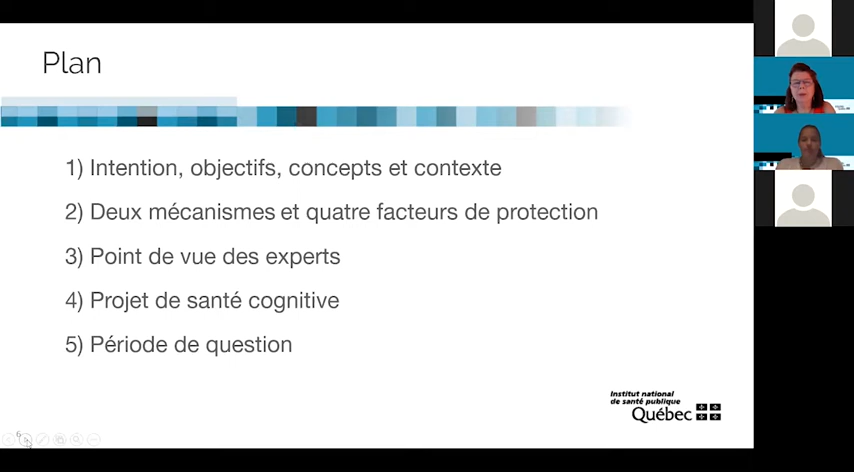 Plan
1) Intention, objectifs, concepts et contexte
2) Deux mécanismes et quatre facteurs de protection
3) Point de vue des experts
4) Projet de santé cognitive
5) Période de question
Institut national
de santé publique
Québec
6